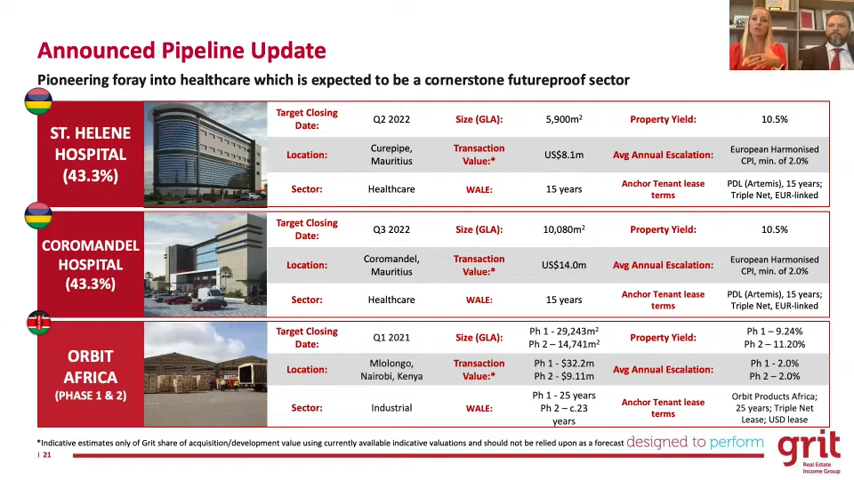 Announced Pipeline Update
Pioneering foray into healthcare which is expected to be a cornerstone futureproof sector
ST. HELENE
HOSPITAL
(43.3%)
Target Closing
Date:
Q2 2022
Size (GLA):
5,900m²
Property Yield:
10.5%
Location:
Curepipe,
Mauritius
Transaction
Value:*
US$8.1m
Avg Annual Escalation:
European Harmonised
CPI, min. of 2.0%
Sector:
Healthcare
WALE:
15 years
Anchor Tenant lease
terms
PDL (Artemis), 15 years;
Triple Net, EUR-linked
COROMANDEL
HOSPITAL
(43.3%)
Target Closing
Date:
Q3 2022
Size (GLA):
10,080m²
Property Yield:
10.5%
Location:
Coromandel,
Mauritius
Transaction
Value:*
US$14.0m
Avg Annual Escalation:
European Harmonised
CPI, min. of 2.0%
Sector:
Healthcare
WALE:
15 years
Anchor Tenant lease
terms
PDL (Artemis), 15 years;
Triple Net, EUR-linked
ORBIT
AFRICA
(PHASE 1 & 2)
Target Closing
Date:
Q1 2021
Size (GLA):
Ph 1 - 29,243m²
Ph 2 – 14,741m²
Property Yield:
Ph 1 – 9.24%
Ph 2 – 11.20%
Location:
Mlolongo,
Nairobi, Kenya
Transaction
Value:*
Ph 1 - $32.2m
Ph 2 - $9.11m
Avg Annual Escalation:
Ph 1 - 2.0%
Ph 2 – 2.0%
Sector:
Industrial
WALE:
Ph 1 - 25 years
Ph 2 – c.23
years
Anchor Tenant lease
terms
Orbit Products Africa;
25 years; Triple Net
Lease; USD lease
*Indicative estimates only of Grit share of acquisition/development value using currently available indicative valuations and should not be relied upon as a forecast
designed to perform
grit
Real Estate
Income Group
| 21